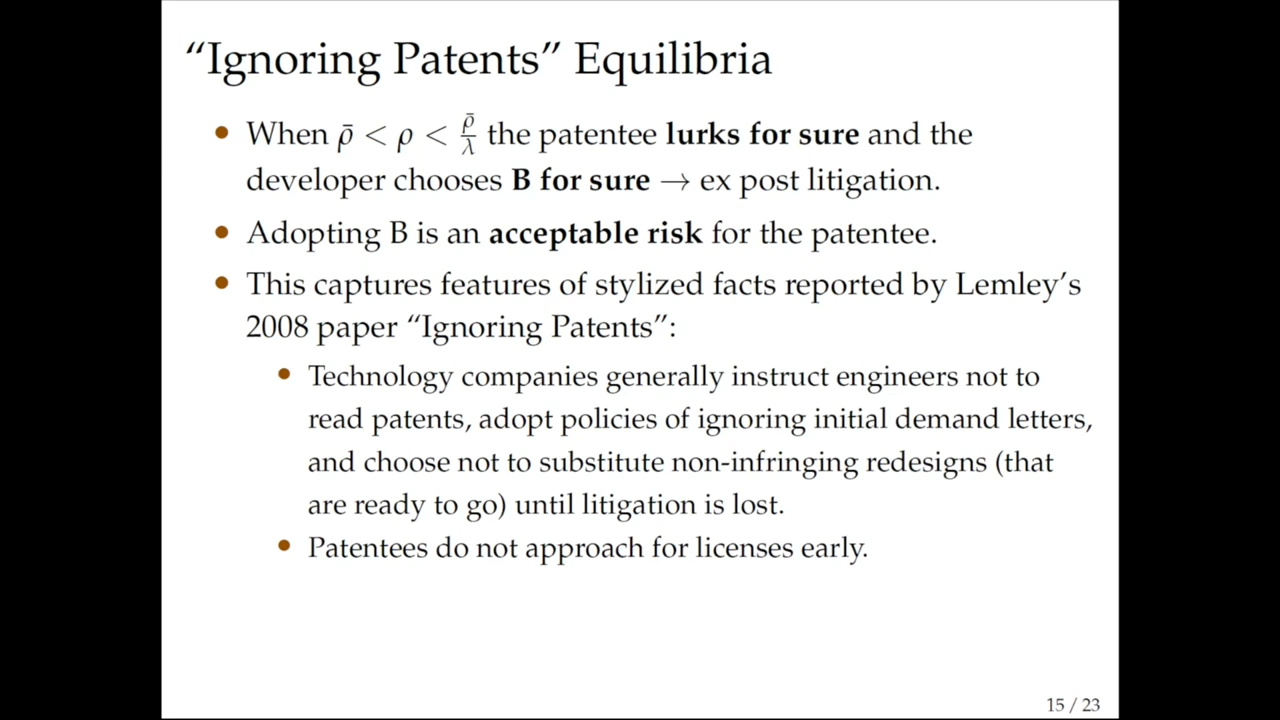 “Ignoring Patents” Equilibria
• When ρ̄ < ρ < ρ̄/λ the patentee lurks for sure and the
developer chooses B for sure → ex post litigation.
• Adopting B is an acceptable risk for the patentee.
• This captures features of stylized facts reported by Lemley’s
2008 paper “Ignoring Patents”:
• Technology companies generally instruct engineers not to
read patents, adopt policies of ignoring initial demand letters,
and choose not to substitute non-infringing redesigns (that
are ready to go) until litigation is lost.
• Patentees do not approach for licenses early.
15 / 23